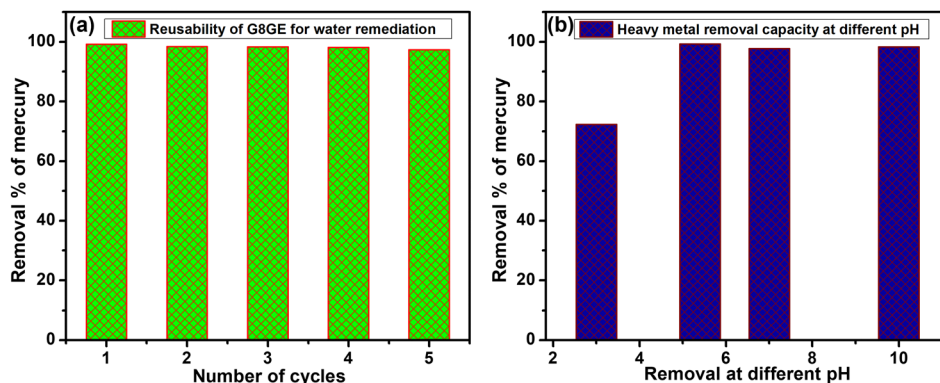 (a)
Reusability of G8GE for water remediation
Removal % of mercury
100
80
60
40
20
0
1 2 3 4 5
Number of cycles
(b)
Heavy metal removal capacity at different pH
Removal % of mercury
100
80
60
40
20
0
2 4 6 8 10
Removal at different pH